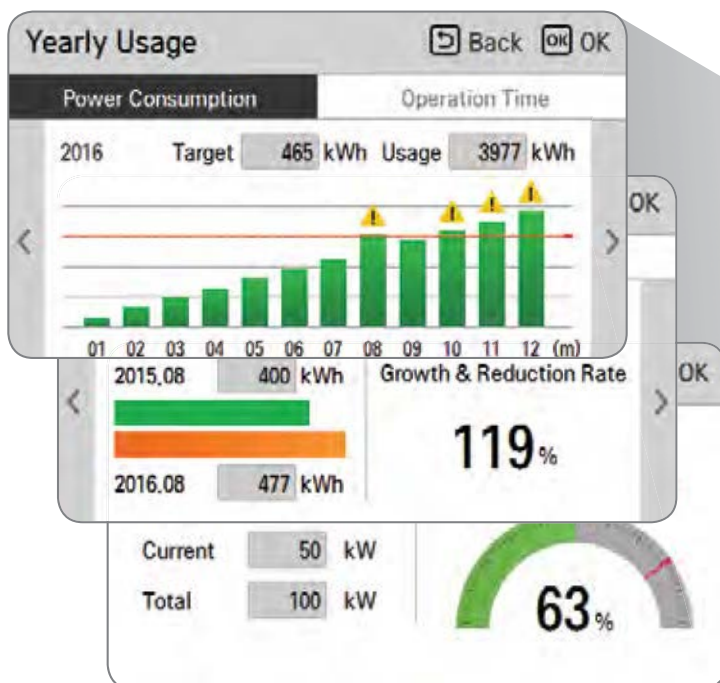 Yearly Usage Back OK OK
Power Consumption Operation Time
2016 Target 465 kWh Usage 3977 kWh
OK
01 02 03 04 05 06 07 08 09 10 11 12 (m)
2015.08 400 kWh Growth & Reduction Rate OK
119%
2016.08 477 kWh
Current 50 kW
Total 100 kW
63%